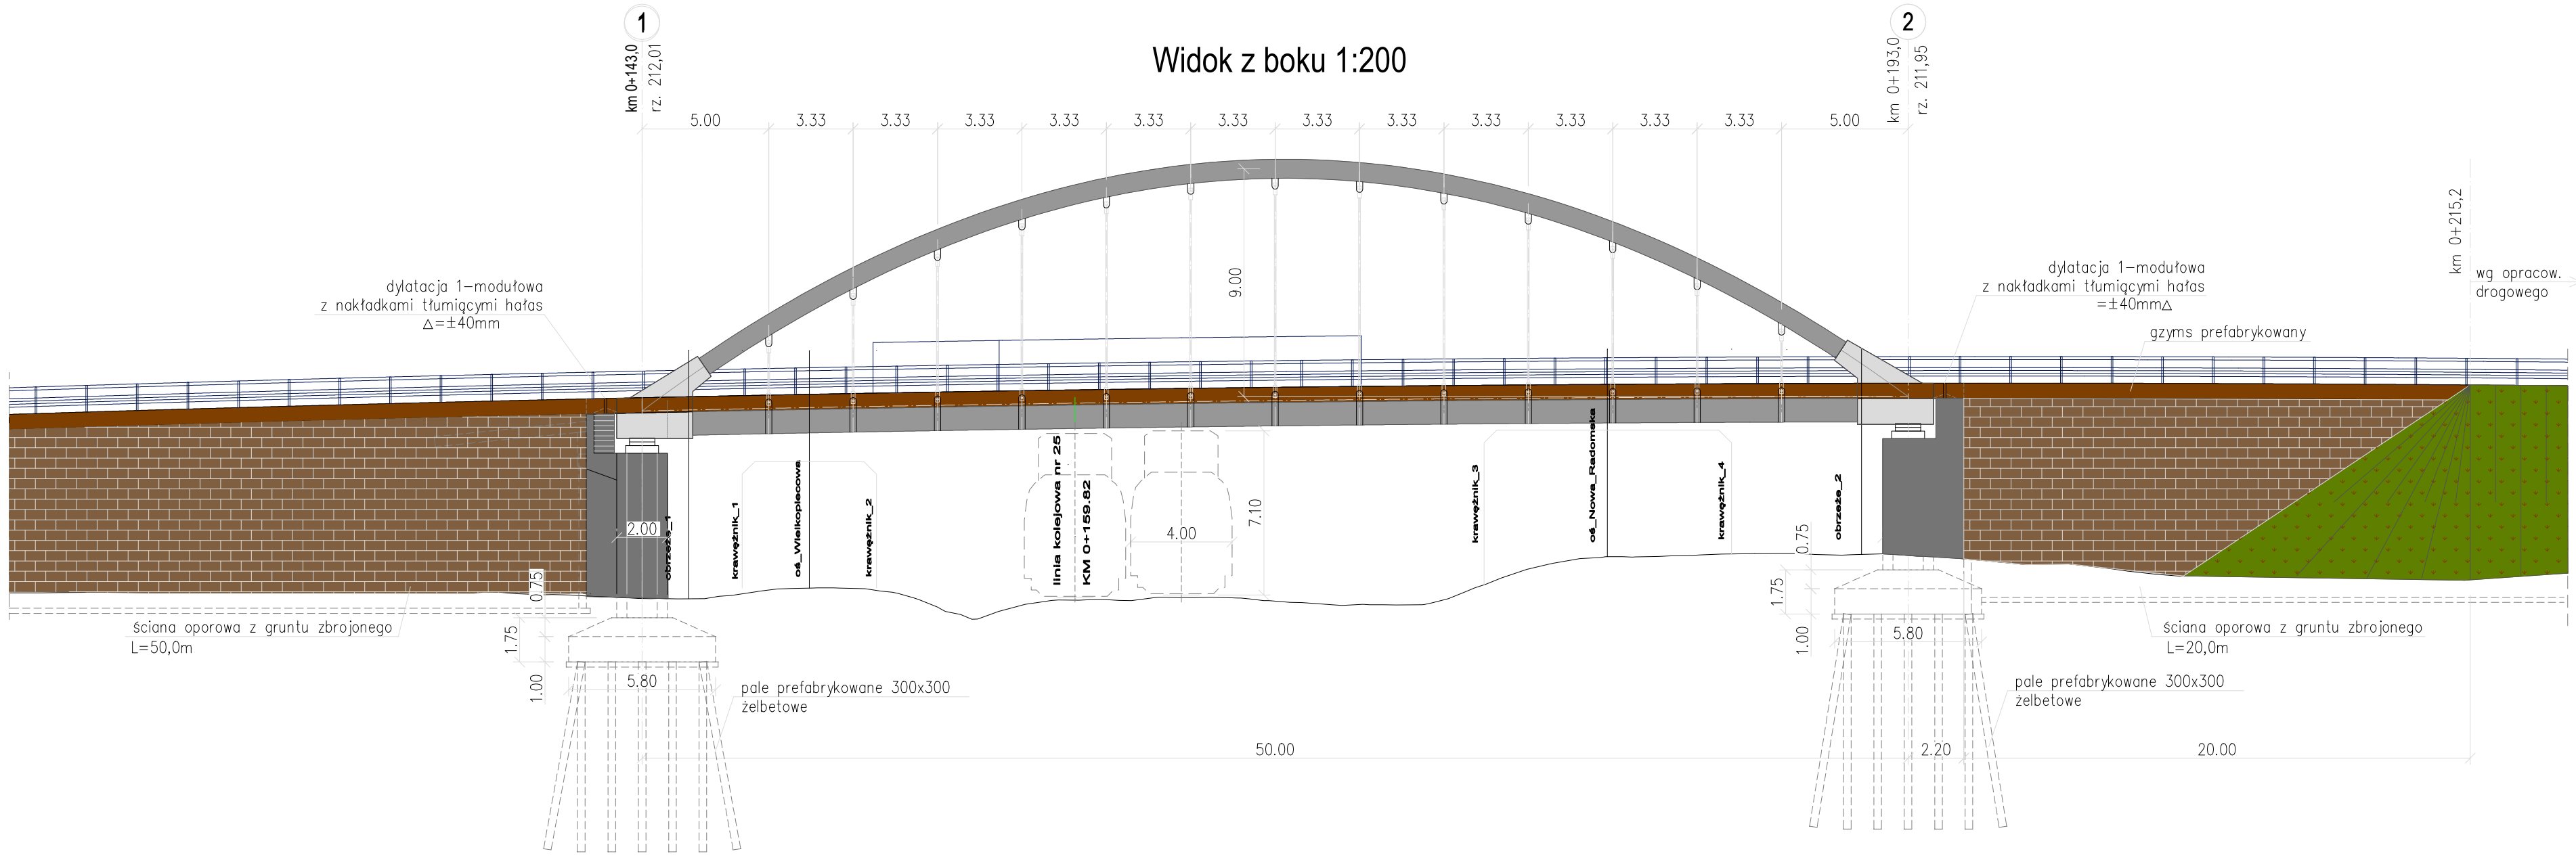 1
2
km 0+143,0
rz. 212,01
Widok z boku 1:200
km 0+193,0
rz. 211,95
5.00
3.33
3.33
3.33
3.33
3.33
3.33
3.33
3.33
3.33
3.33
3.33
3.33
5.00
km 0+215,2
wg opracow.
drogowego
dylatacja 1-modułowa
z nakładkami tłumiącymi hałas
△=±40mm
9.00
dylatacja 1-modułowa
z nakładkami tłumiącymi hałas
=±40mm△
gzyms prefabrykowany
2.00
obrzeże_1
krawężnik_1
oś_Wielkopiecowa
krawężnik_2
linia kolejowa nr 25
KM 0+159.82
4.00
7.10
krawężnik_3
oś_Nowa_Radomska
krawężnik_4
obrzeże_2
0.75
1.75
1.00
5.80
0.75
1.75
1.00
5.80
ściana oporowa z gruntu zbrojonego
L=50,0m
ściana oporowa z gruntu zbrojonego
L=20,0m
pale prefabrykowane 300x300
żelbetowe
pale prefabrykowane 300x300
żelbetowe
50.00
2.20
20.00